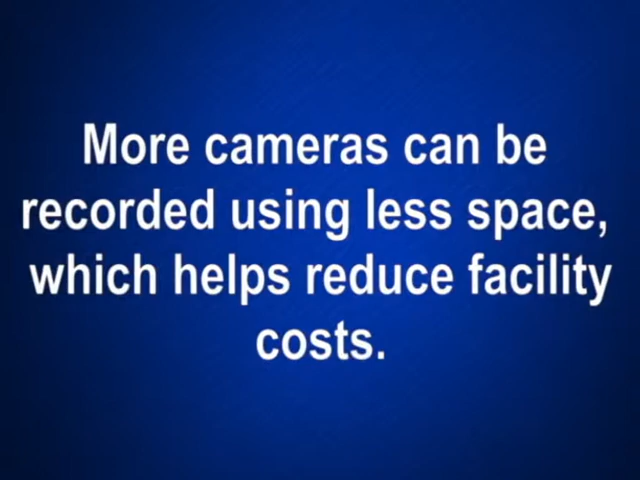 More cameras can be
recorded using less space,
which helps reduce facility
costs.